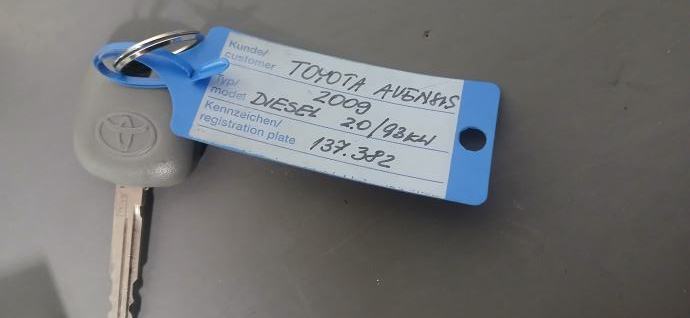 Kunde/
customer TOYOTA AVENSIS
Typ/ 2009
model DIESEL 2.0/93KW
Kennzeichen/
registration plate 137.382